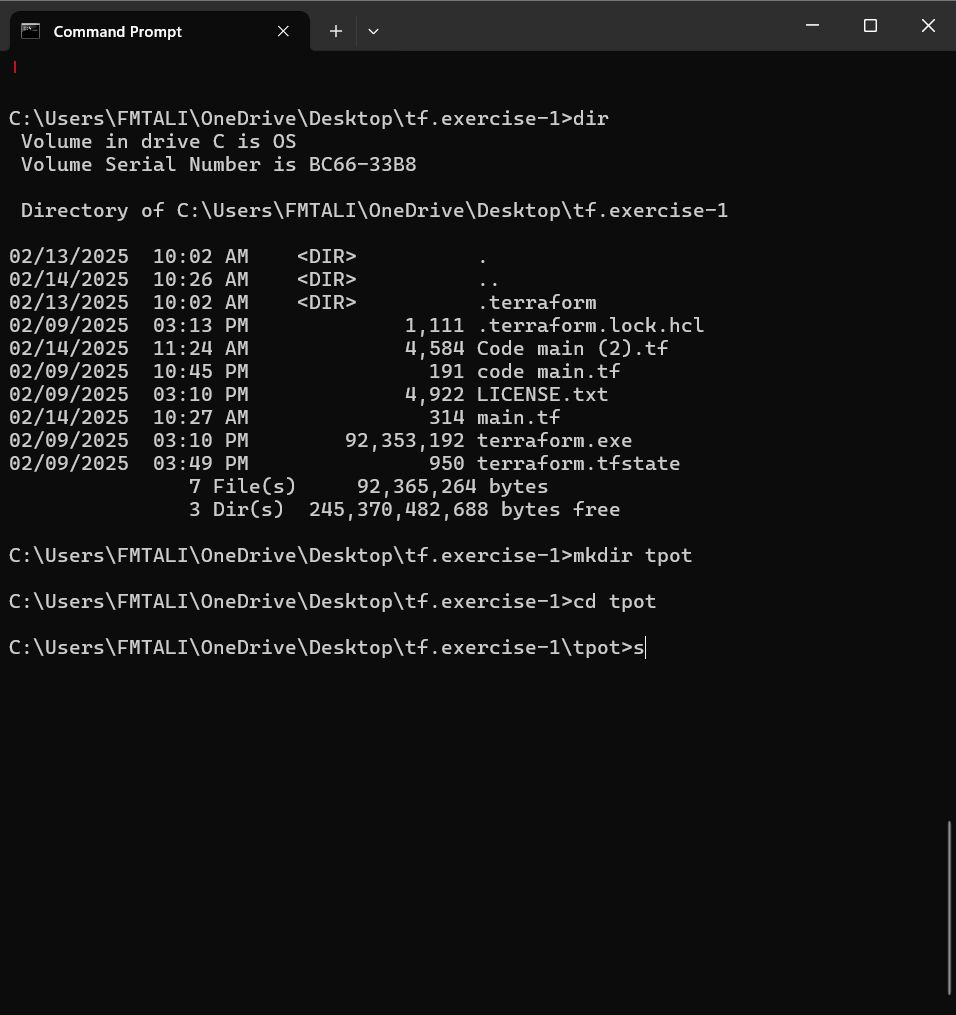 Command Prompt
C:\Users\FMTALI\OneDrive\Desktop\tf.exercise-1>dir
 Volume in drive C is OS
 Volume Serial Number is BC66-33B8
 Directory of C:\Users\FMTALI\OneDrive\Desktop\tf.exercise-1
02/13/2025  10:02 AM    <DIR>          .
02/14/2025  10:26 AM    <DIR>          ..
02/13/2025  10:02 AM    <DIR>          .terraform
02/09/2025  03:13 PM             1,111 .terraform.lock.hcl
02/14/2025  11:24 AM             4,584 Code main (2).tf
02/09/2025  10:45 PM               191 code main.tf
02/09/2025  03:10 PM             4,922 LICENSE.txt
02/14/2025  10:27 AM               314 main.tf
02/09/2025  03:10 PM        92,353,192 terraform.exe
02/09/2025  03:49 PM               950 terraform.tfstate
               7 File(s)     92,365,264 bytes
               3 Dir(s)  245,370,482,688 bytes free
C:\Users\FMTALI\OneDrive\Desktop\tf.exercise-1>mkdir tpot
C:\Users\FMTALI\OneDrive\Desktop\tf.exercise-1>cd tpot
C:\Users\FMTALI\OneDrive\Desktop\tf.exercise-1\tpot>s